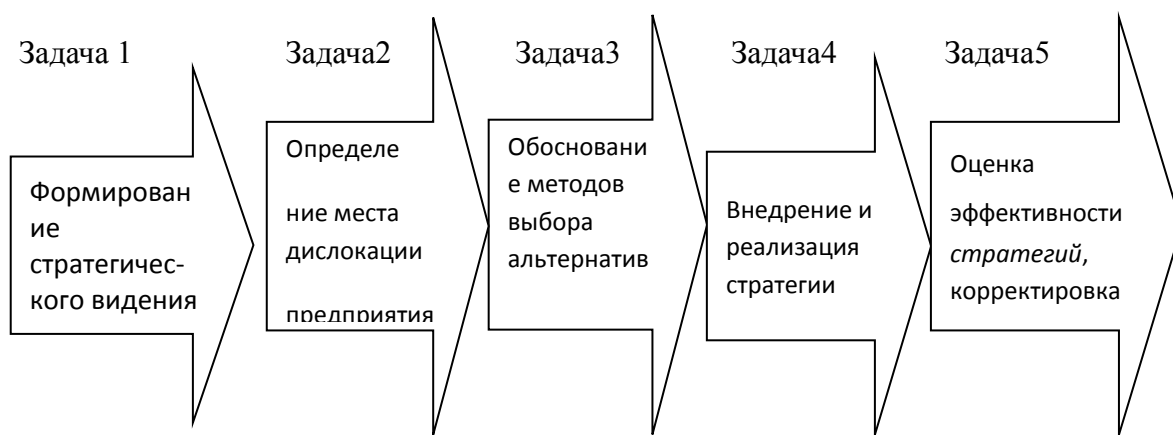 Задача 1
Формирован
ие
стратегичес-
кого видения
Задача2
Определе
ние места
дислокации
предприятия
Задача3
Обосновани
е методов
выбора
альтернатив
Задача4
Внедрение и
реализация
стратегии
Задача5
Оценка
эффективности
стратегий,
корректировка